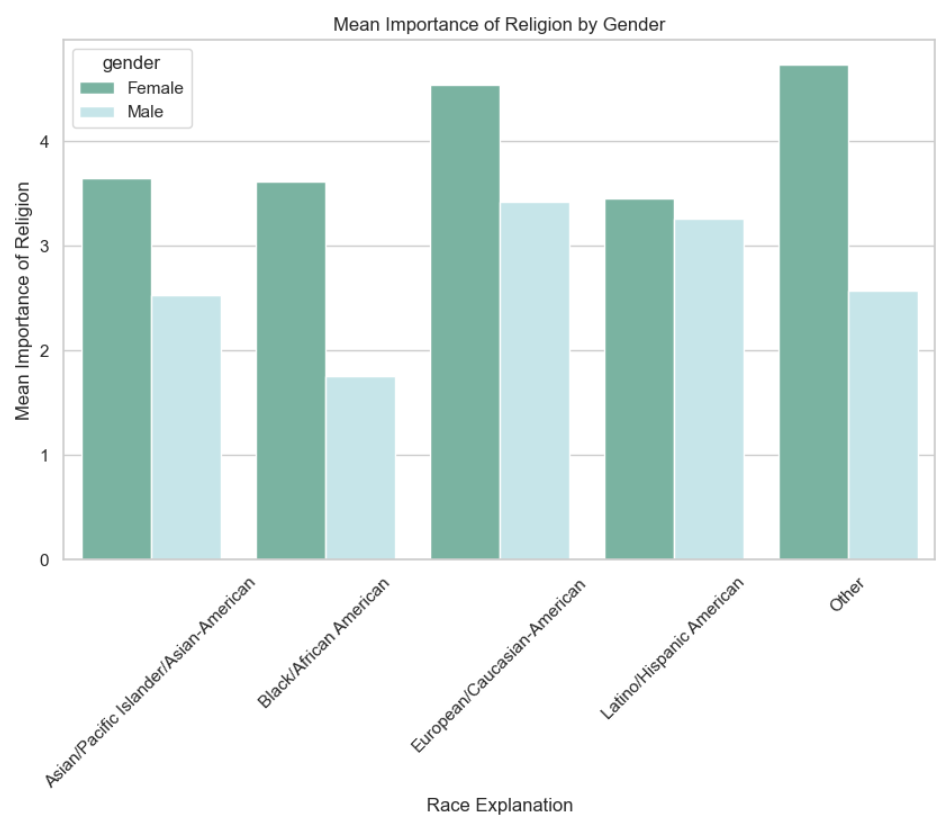 Mean Importance of Religion by Gender
gender
Female
Male
Mean Importance of Religion
4
3
2
1
0
Asian/Pacific Islander/Asian-American
Black/African American
European/Caucasian-American
Latino/Hispanic American
Other
Race Explanation